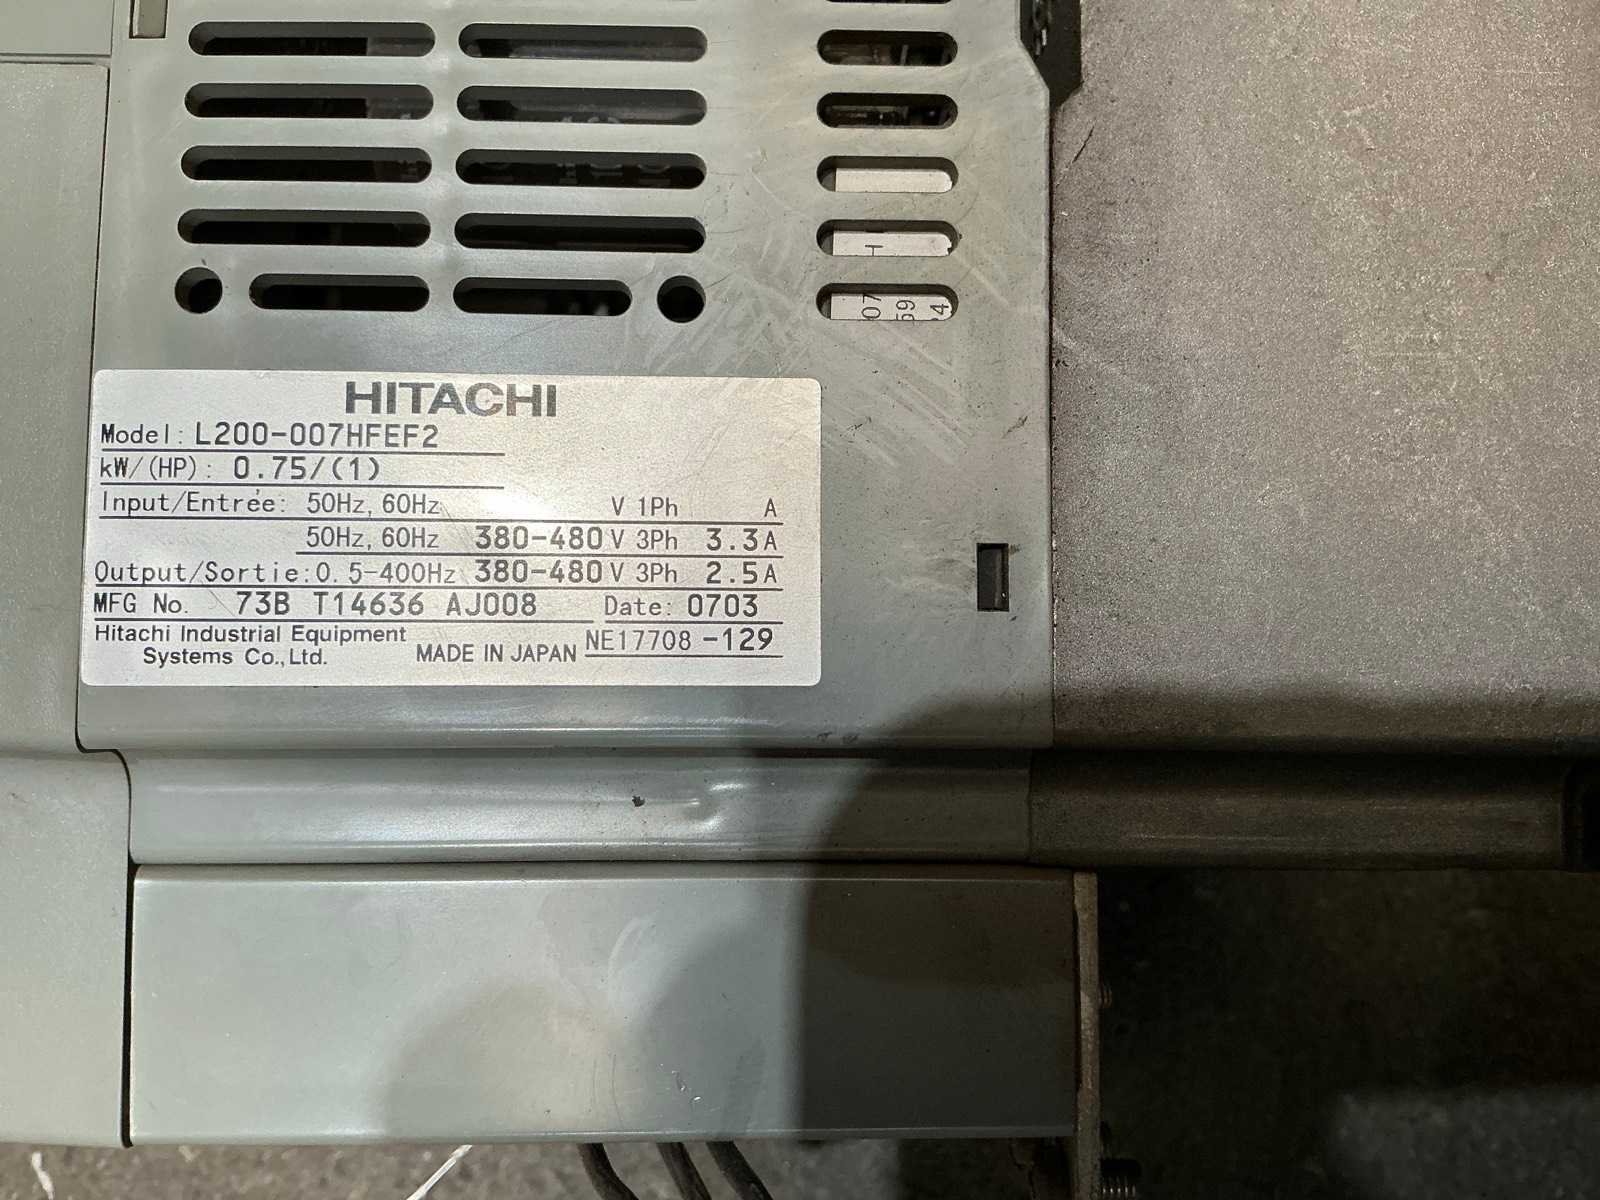 HITACHI
Model: L200-007HFEF2
kW/(HP): 0.75/(1)
Input/Entrée: 50Hz, 60Hz V 1Ph A
50Hz, 60Hz 380-480 V 3Ph 3.3 A
Output/Sortie: 0.5-400Hz 380-480 V 3Ph 2.5 A
MFG No. 73B T14636 AJ008 Date: 0703
Hitachi Industrial Equipment
Systems Co., Ltd. MADE IN JAPAN NE17708 -129